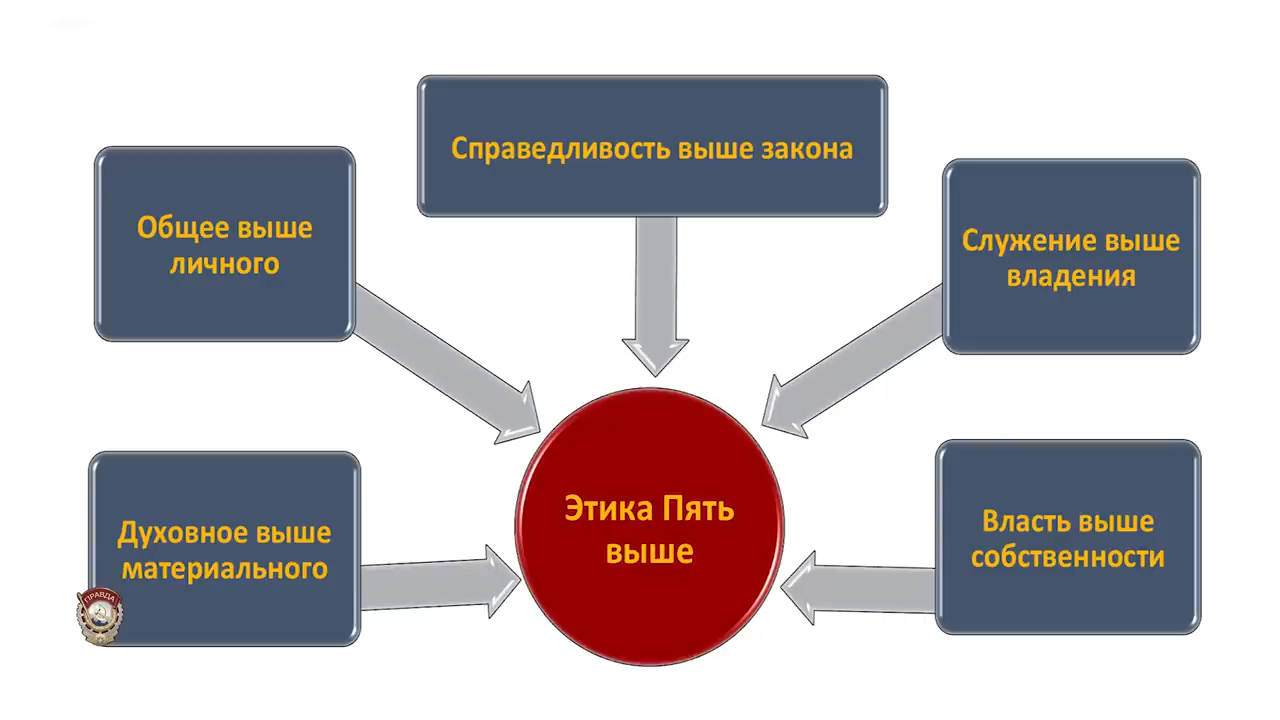 Справедливость выше закона
Общее выше
личного
Служение выше
владения
Духовное выше
материального
Этика Пять
выше
Власть выше
собственности
ПРАВДА